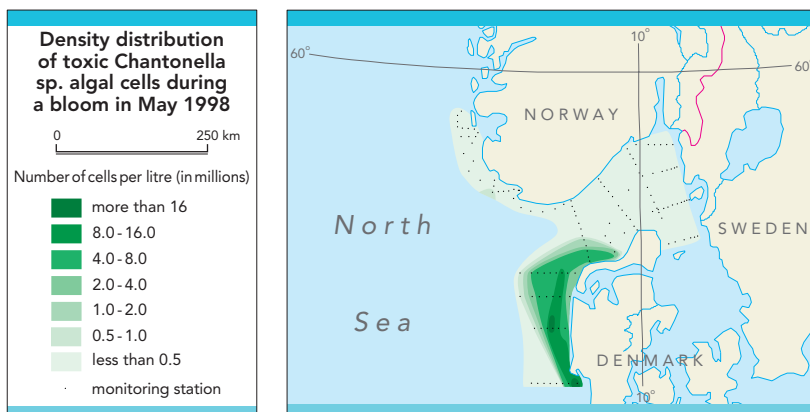 Density distribution
of toxic Chantonella
sp. algal cells during
a bloom in May 1998
0 250 km
Number of cells per litre (in millions)
more than 16
8.0 - 16.0
4.0 - 8.0
2.0 - 4.0
1.0 - 2.0
0.5 - 1.0
less than 0.5
monitoring station
10°
60°
60°
NORWAY
North
SWEDEN
Sea
DENMARK
10°